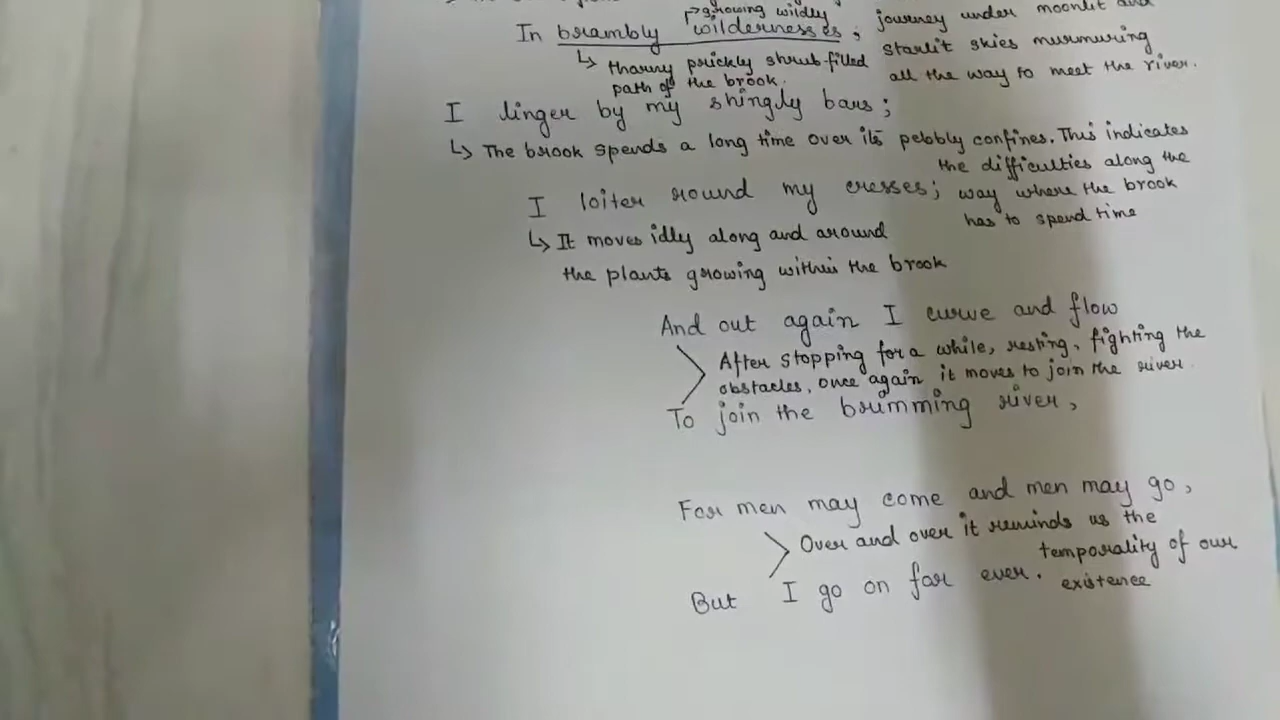 growing wildly
In brambly wildernesses; journey under moonlit and
starlit skies murmuring
all the way to meet the river.
thorny prickly shrub-filled
path of the brook.
I linger by my shingly bars;
The brook spends a long time over its pebbly confines. This indicates
the difficulties along the
way where the brook
has to spend time
I loiter round my cresses;
It moves idly along and around
the plants growing within the brook
And out again I curve and flow
After stopping for a while, resting, fighting the
obstacles, once again it moves to join the river.
To join the brimming river,
For men may come and men may go,
Over and over it reminds us the
temporality of our
existence
But I go on for ever.